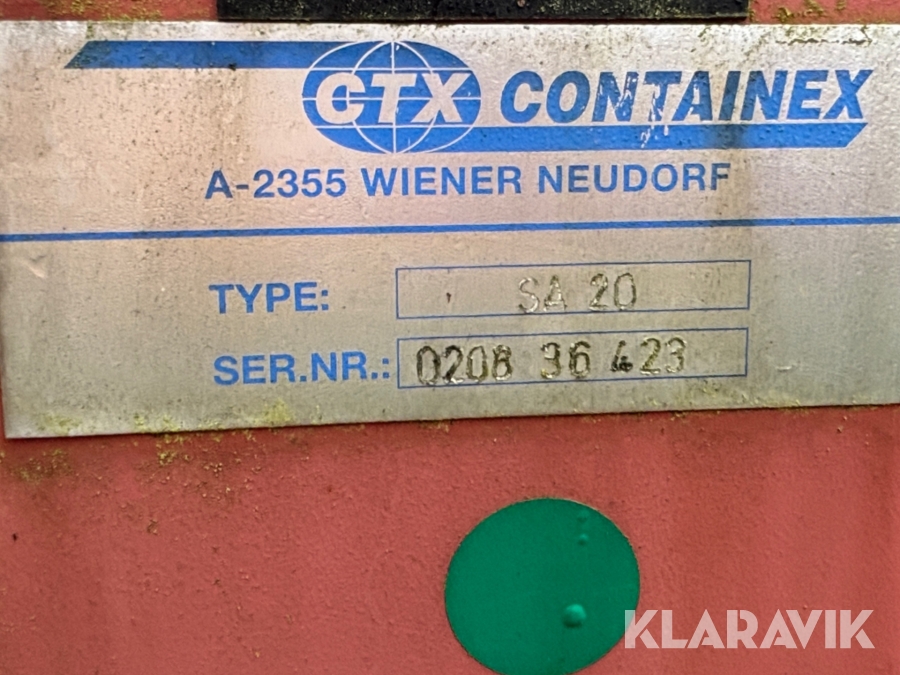 CTX CONTAINEX
A-2355 WIENER NEUDORF
TYPE: SA 20
SER.NR.: 0208 36 423
KLARAVIK